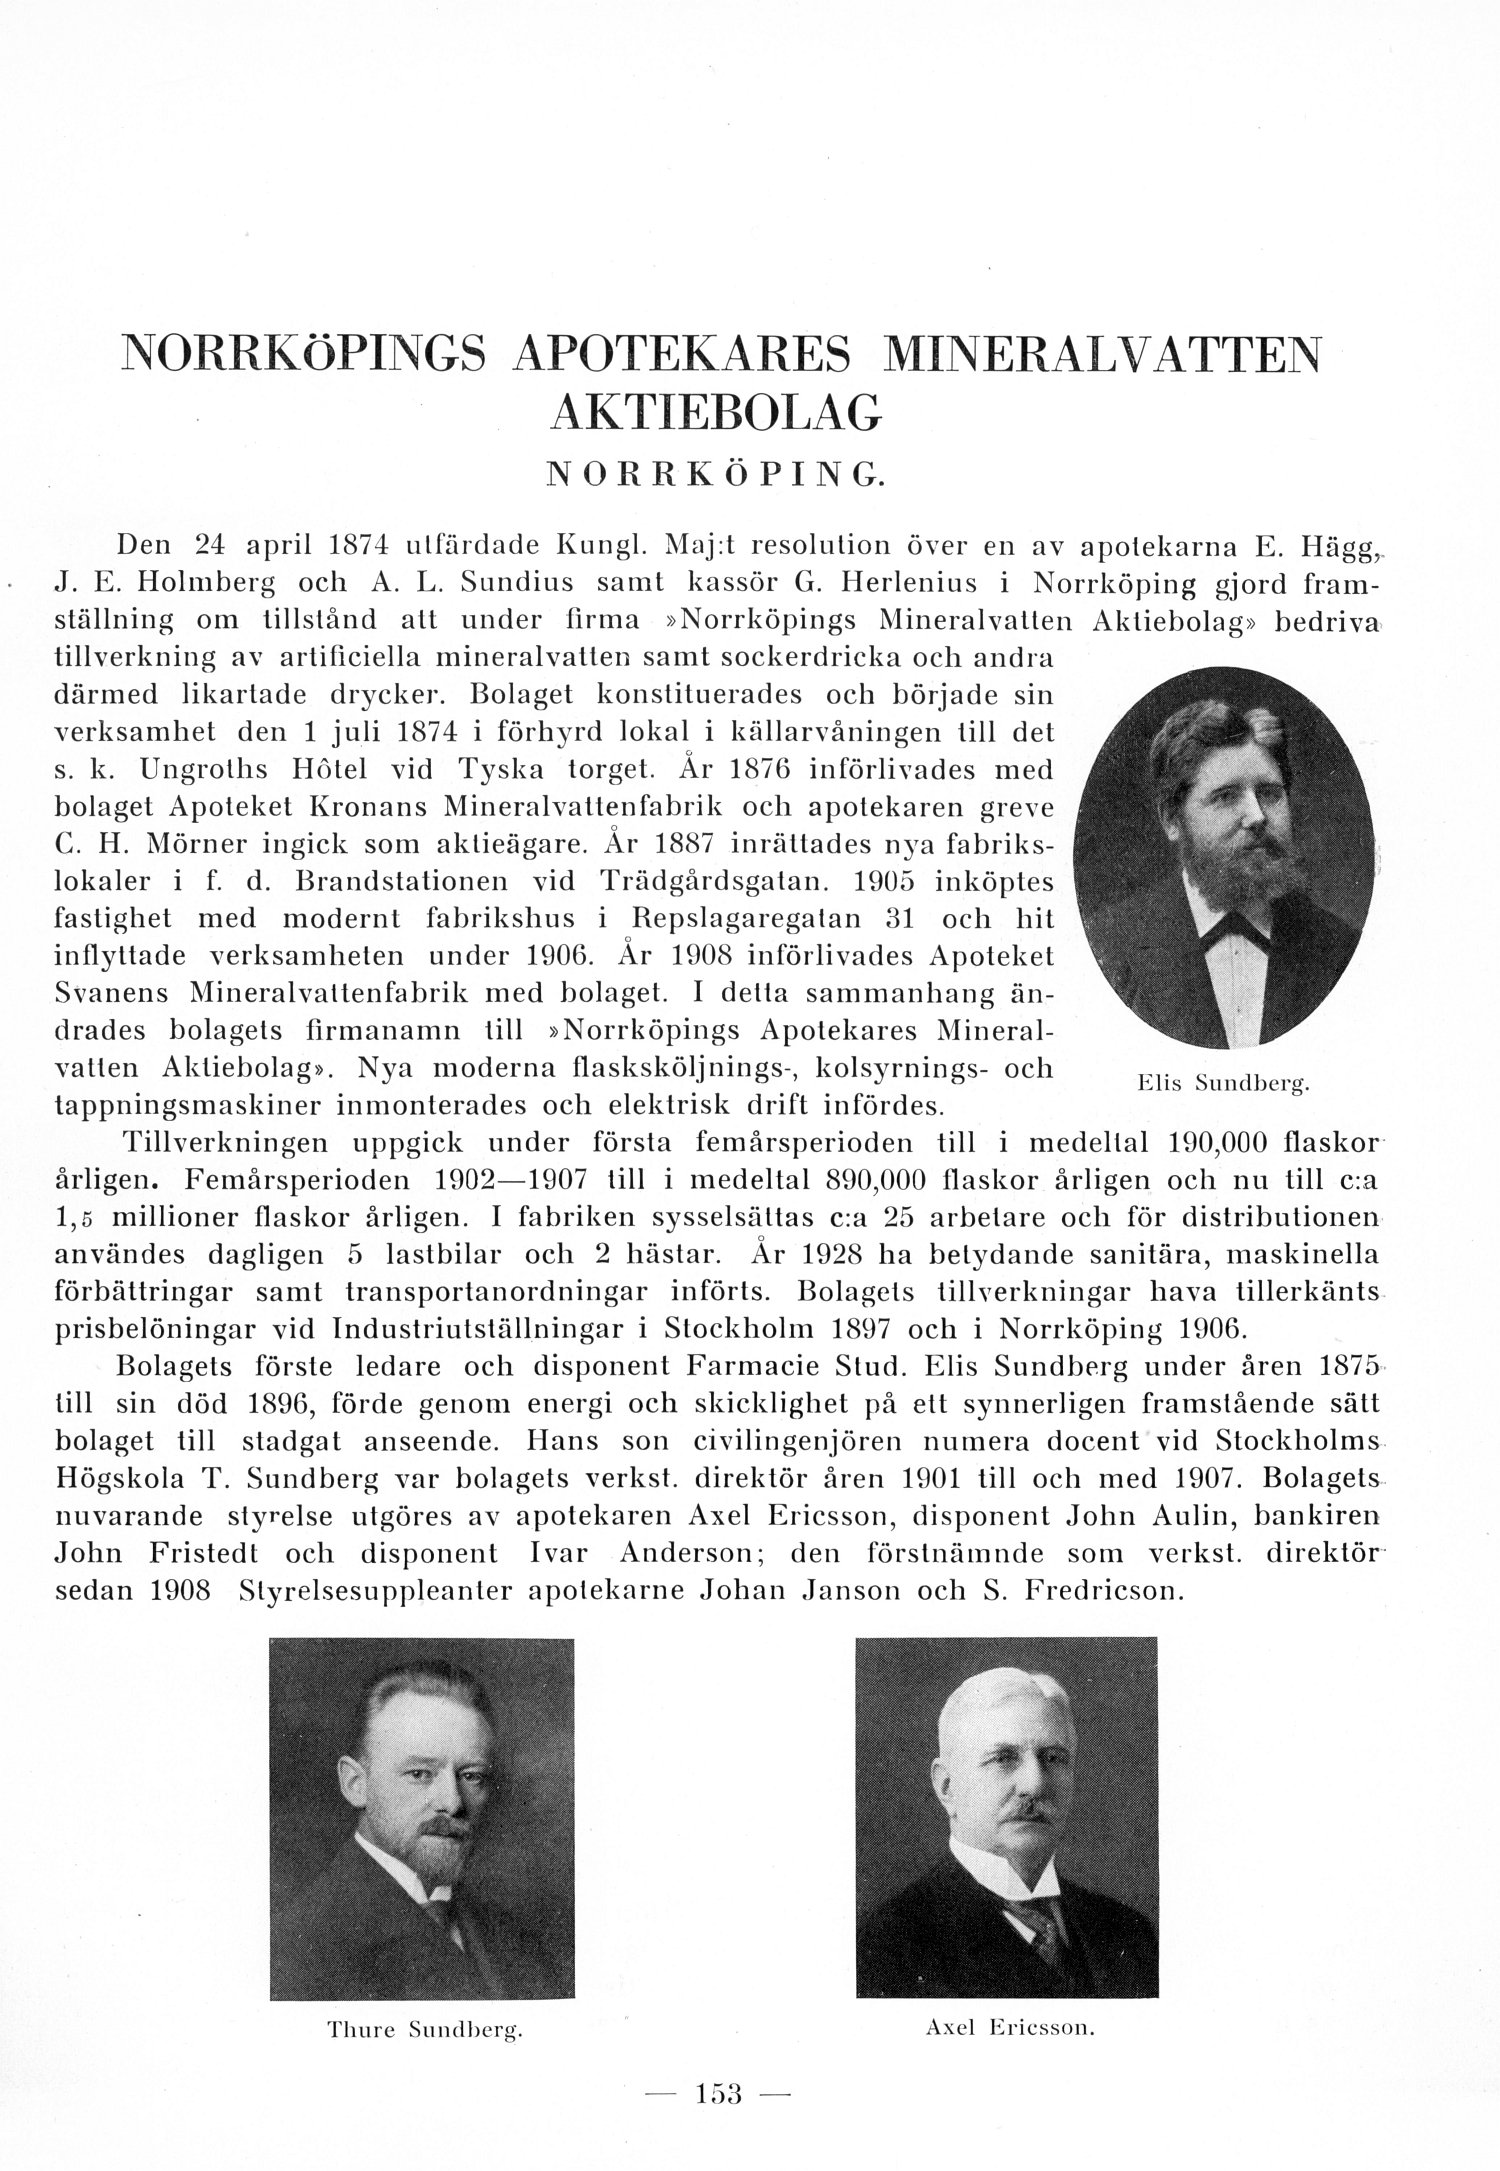 NORRKÖPINGS APOTEKARES MINERALVATTEN
AKTIEBOLAG
NORRKÖPING.
Den 24 april 1874 utfärdade Kungl. Maj:t resolution över en av apotekarna E. Hägg,
J. E. Holmberg och A. L. Sundius samt kassör G. Herlenius i Norrköping gjord fram-
ställning om tillstånd att under firma »Norrköpings Mineralvatten Aktiebolag» bedriva
tillverkning av artificiella mineralvatten samt sockerdricka och andra
därmed likartade drycker. Bolaget konstituerades och började sin
verksamhet den 1 juli 1874 i förhyrd lokal i källarvåningen till det
s. k. Ungroths Hôtel vid Tyska torget. År 1876 införlivades med
bolaget Apoteket Kronans Mineralvattenfabrik och apotekaren greve
C. H. Mörner ingick som aktieägare. År 1887 inrättades nya fabriks-
lokaler i f. d. Brandstationen vid Trädgårdsgatan. 1905 inköptes
fastighet med modernt fabrikshus i Repslagaregatan 31 och hit
inflyttade verksamheten under 1906. År 1908 införlivades Apoteket
Svanens Mineralvattenfabrik med bolaget. I detta sammanhang än-
drades bolagets firmanamn till »Norrköpings Apotekares Mineral-
vatten Aktiebolag». Nya moderna flasksköljnings-, kolsyrnings- och
tappningsmaskiner inmonterades och elektrisk drift infördes.
Elis Sundberg.
Tillverkningen uppgick under första femårsperioden till i medeltal 190,000 flaskor
årligen. Femårsperioden 1902—1907 till i medeltal 890,000 flaskor årligen och nu till c:a
1,5 millioner flaskor årligen. I fabriken sysselsättas c:a 25 arbetare och för distributionen
användes dagligen 5 lastbilar och 2 hästar. År 1928 ha betydande sanitära, maskinella
förbättringar samt transportanordningar införts. Bolagets tillverkningar hava tillerkänts
prisbelöningar vid Industriutställningar i Stockholm 1897 och i Norrköping 1906.
Bolagets förste ledare och disponent Farmacie Stud. Elis Sundberg under åren 1875
till sin död 1896, förde genom energi och skicklighet på ett synnerligen framstående sätt
bolaget till stadgat anseende. Hans son civilingenjören numera docent vid Stockholms
Högskola T. Sundberg var bolagets verkst. direktör åren 1901 till och med 1907. Bolagets
nuvarande styrelse utgöres av apotekaren Axel Ericsson, disponent John Aulin, bankiren
John Fristedt och disponent Ivar Anderson; den förstnämnde som verkst. direktör
sedan 1908 Styrelsesuppleanter apotekarne Johan Janson och S. Fredricson.
Thure Sundberg.
Axel Ericsson.
— 153 —